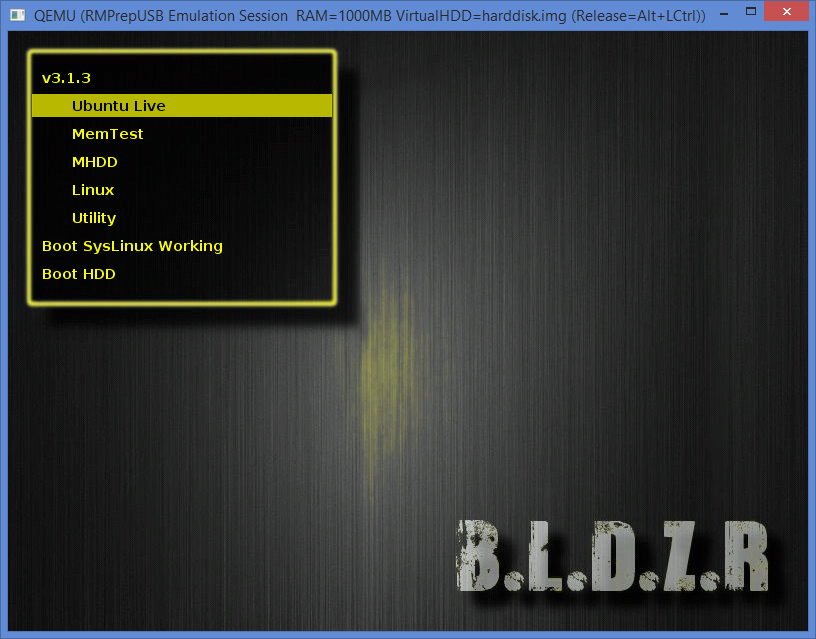 QEMU (RMPrepUSB Emulation Session  RAM=1000MB VirtualHDD=harddisk.img (Release=Alt+LCtrl))
v3.1.3
Ubuntu Live
MemTest
MHDD
Linux
Utility
Boot SysLinux Working
Boot HDD
B.L.D.Z.R